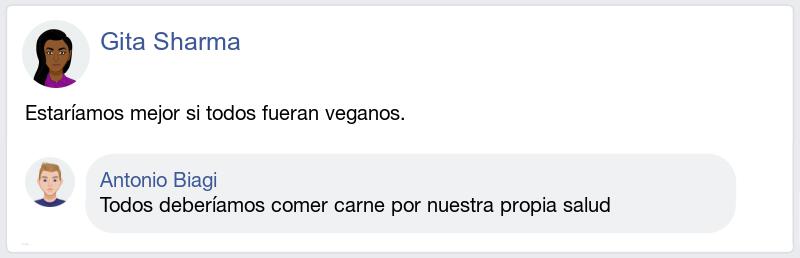 Gita Sharma
Estaríamos mejor si todos fueran veganos.
Antonio Biagi
Todos deberíamos comer carne por nuestra propia salud